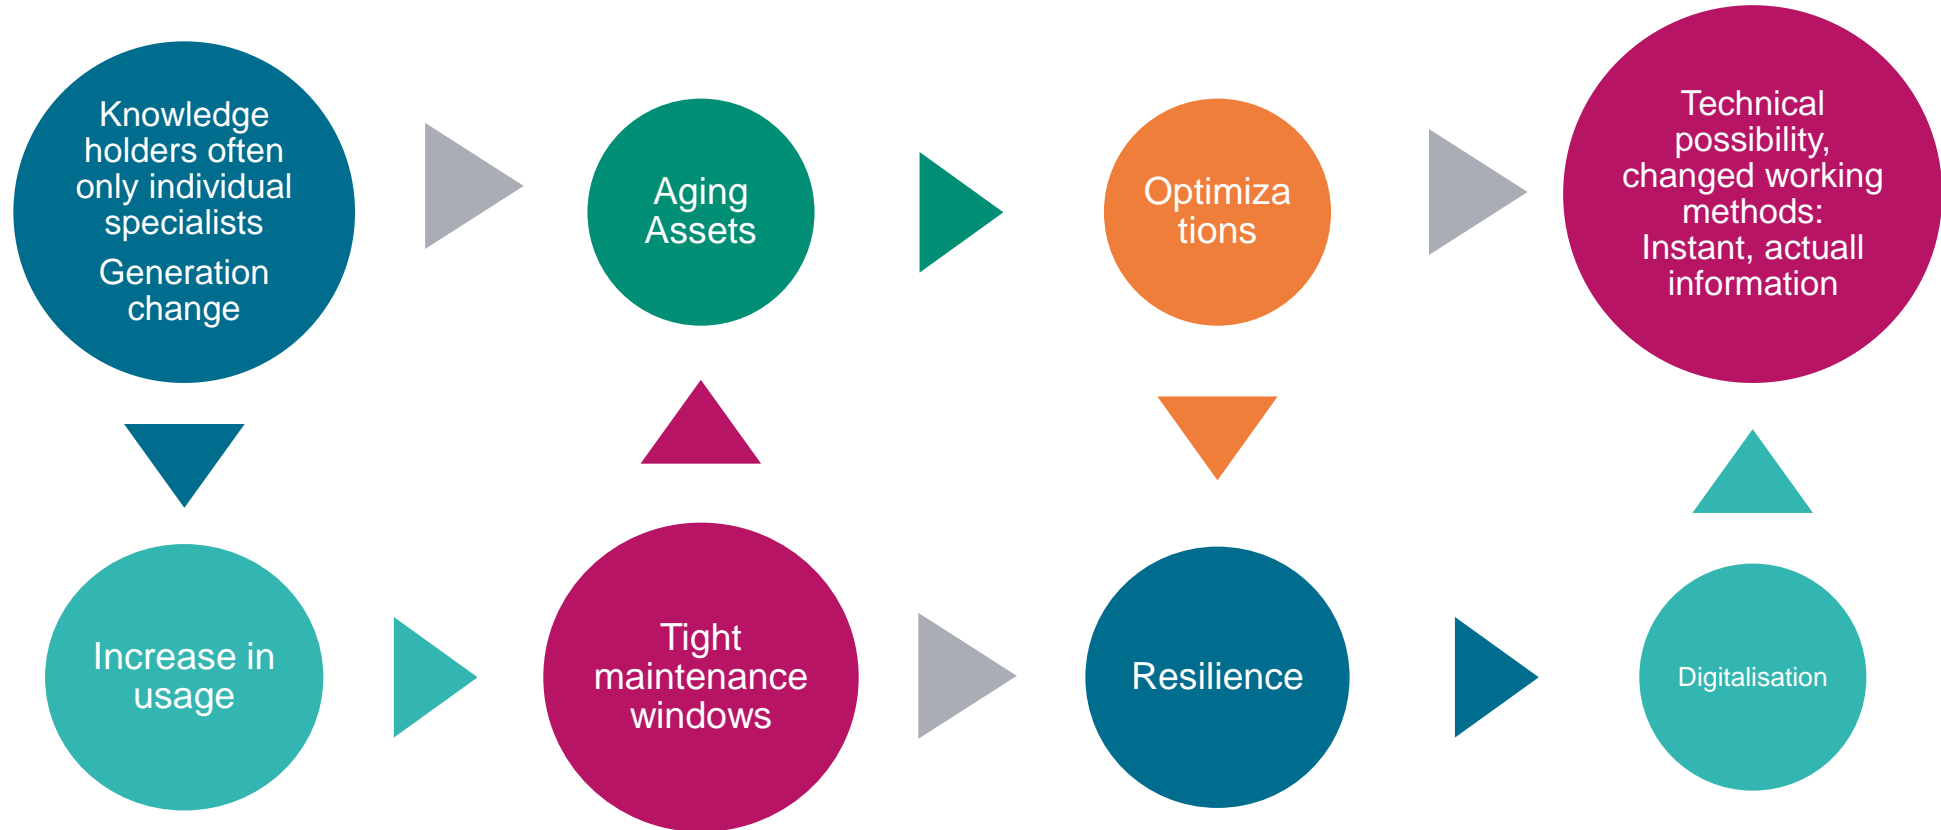 Knowledge
holders often
only individual
specialists
Generation
change
Aging
Assets
Optimiza
tions
Technical
possibility,
changed working
methods:
Instant, actuall
information
Increase in
usage
Tight
maintenance
windows
Resilience
Digitalisation